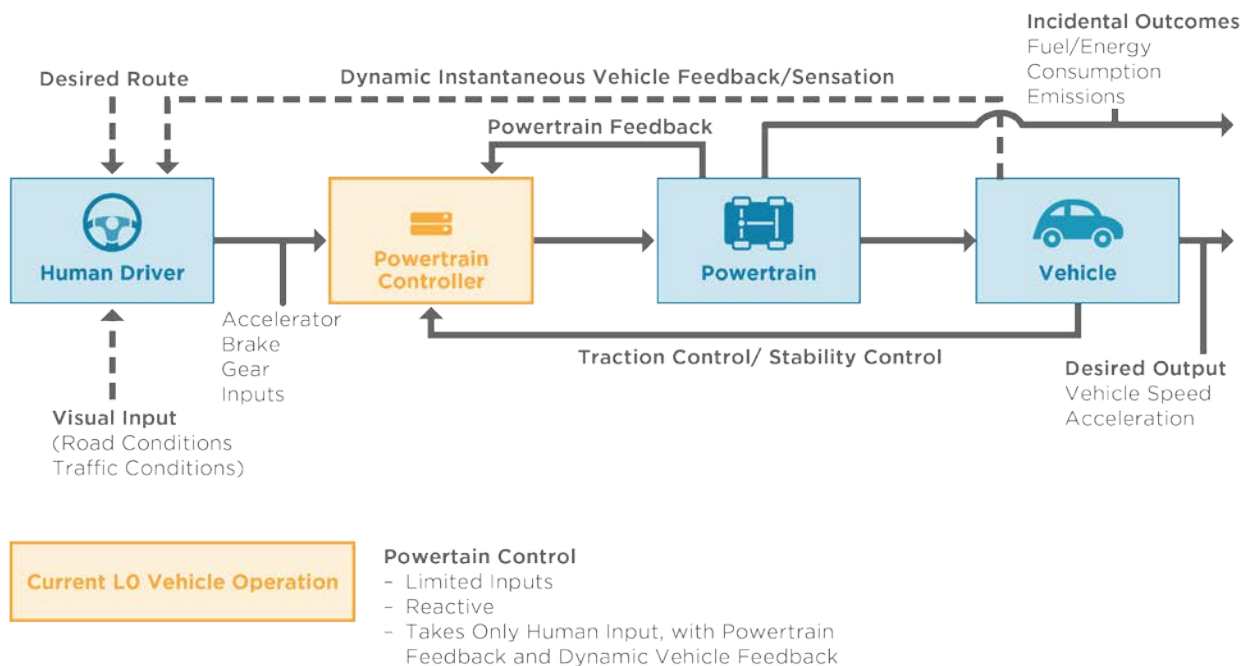 Incidental Outcomes
Fuel/Energy
Consumption
Emissions
Desired Route
Dynamic Instantaneous Vehicle Feedback/Sensation
Powertrain Feedback
Human Driver
Powertrain
Controller
Powertrain
Vehicle
Accelerator
Brake
Gear
Inputs
Traction Control/ Stability Control
Desired Output
Vehicle Speed
Acceleration
Visual Input
(Road Conditions
Traffic Conditions)
Current L0 Vehicle Operation
Powertain Control
– Limited Inputs
– Reactive
– Takes Only Human Input, with Powertrain
Feedback and Dynamic Vehicle Feedback